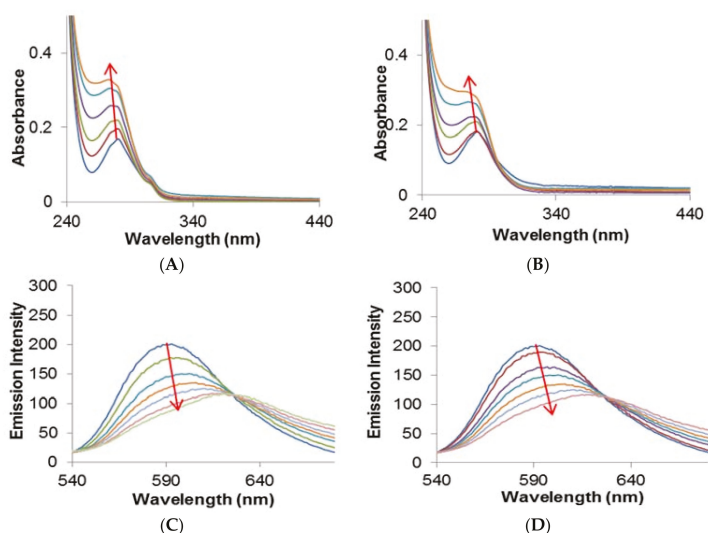 0.4
0.2
0
Absorbance
240 340 440
Wavelength (nm)
(A)
0.4
0.2
0
Absorbance
240 340 440
Wavelength (nm)
(B)
300
250
200
150
100
50
0
Emission Intensity
540 590 640
Wavelength (nm)
(C)
300
250
200
150
100
50
0
Emission Intensity
540 590 640
Wavelength (nm)
(D)